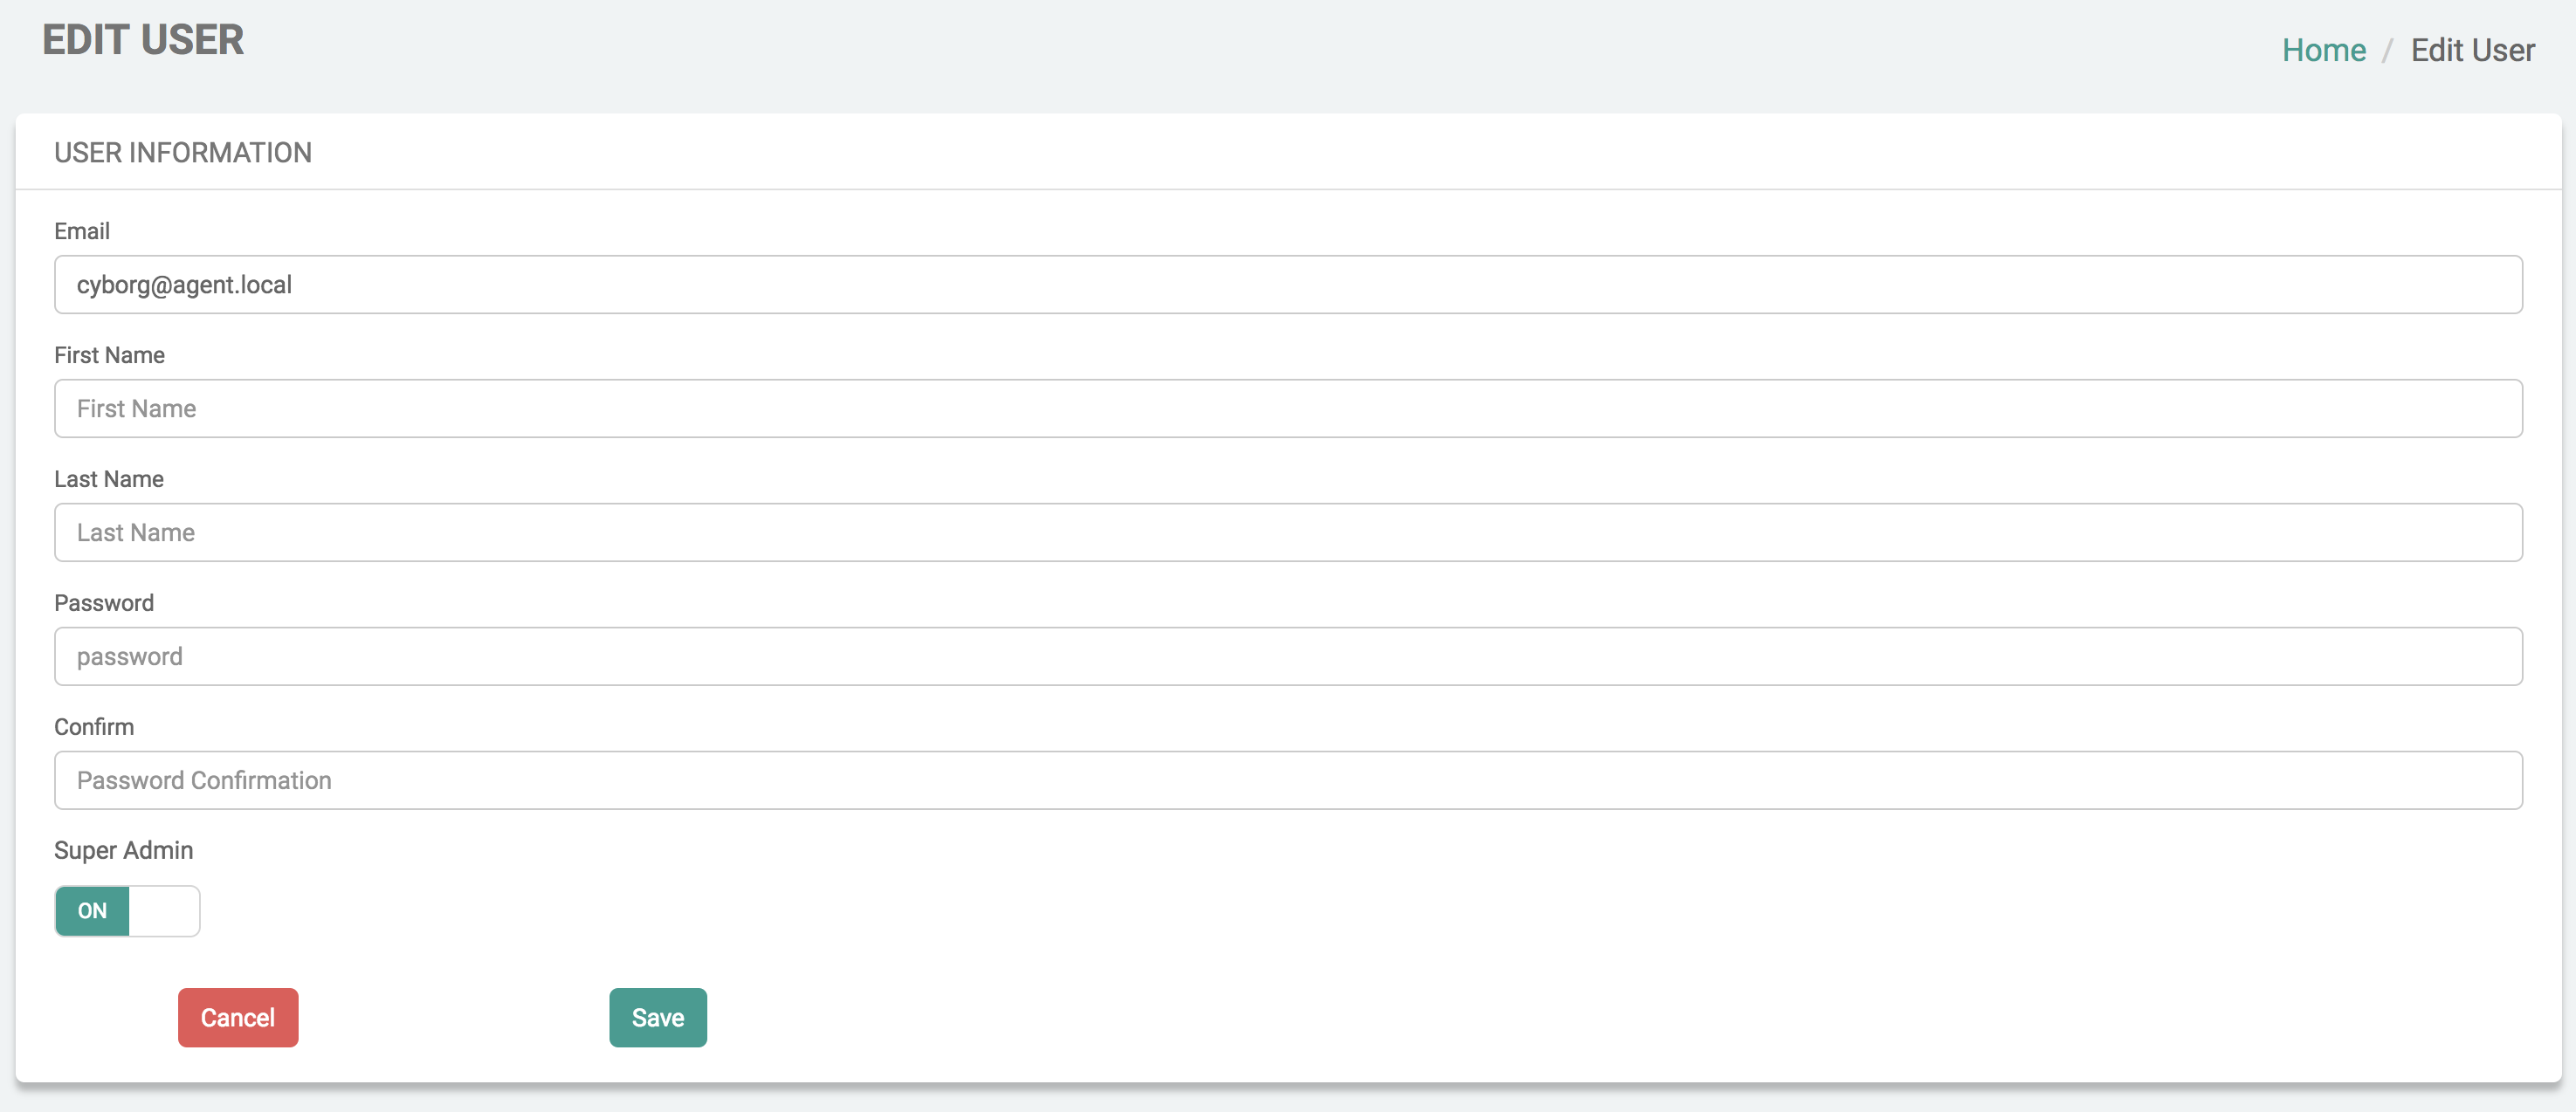 EDIT USER
Home / Edit User
USER INFORMATION
Email
cyborg@agent.local
First Name
First Name
Last Name
Last Name
Password
password
Confirm
Password Confirmation
Super Admin
ON
Cancel
Save